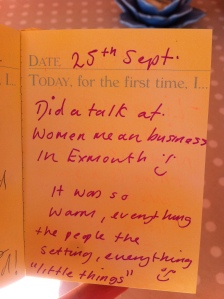 DATE 25th Sept.
TODAY, for the first time, I...
Did a talk at
Women mean business
in Exmouth
It was so
warm, everything
the people the
setting, everything
"little things"